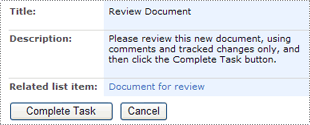 Title: Review Document
Description: Please review this new document, using
comments and tracked changes only, and
then click the Complete Task button.
Related list item: Document for review
Complete Task Cancel